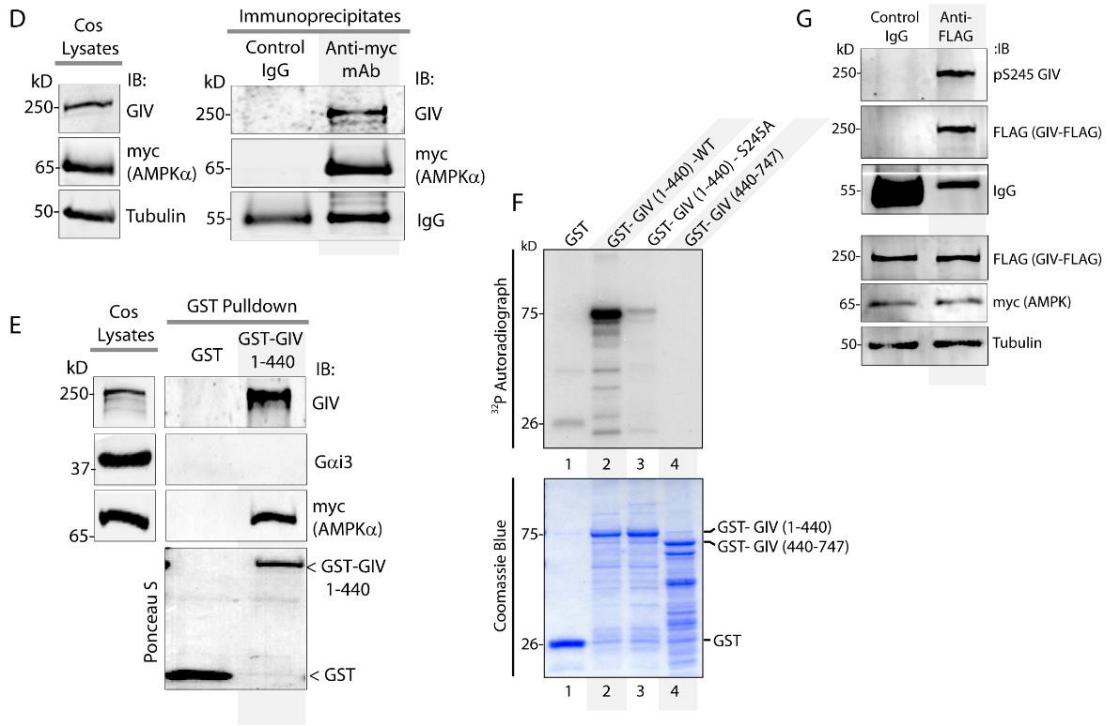 D
Cos
Lysates
kD
IB:
250-
GIV
65-
myc
(AMPKα)
50-
Tubulin
Immunoprecipitates
Control
IgG
Anti-myc
mAb
kD
IB:
250-
GIV
65-
myc
(AMPKα)
55-
IgG
E
Cos
Lysates
GST Pulldown
GST
GST-GIV
1-440
kD
IB:
250-
GIV
37-
Gαi3
65-
myc
(AMPKα)
Ponceau S
< GST-GIV
1-440
< GST
F
GST
GST- GIV (1-440) -WT
GST- GIV (1-440) - S245A
GST- GIV (440-747)
kD
32P Autoradiograph
75-
26-
1 2 3 4
Coomassie Blue
75-
GST- GIV (1-440)
GST- GIV (440-747)
26-
GST
1 2 3 4
G
Control
IgG
Anti-
FLAG
kD
:IB
250-
pS245 GIV
250-
FLAG (GIV-FLAG)
55-
IgG
250-
FLAG (GIV-FLAG)
65-
myc (AMPK)
50-
Tubulin